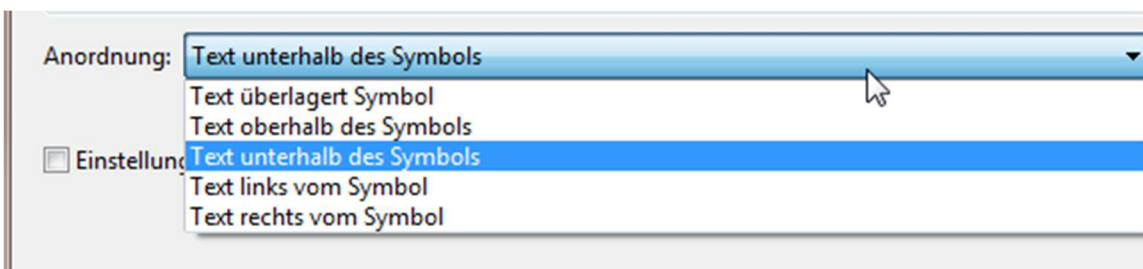 Anordnung: Text unterhalb des Symbols
Text überlagert Symbol
Text oberhalb des Symbols
Text unterhalb des Symbols
Text links vom Symbol
Text rechts vom Symbol